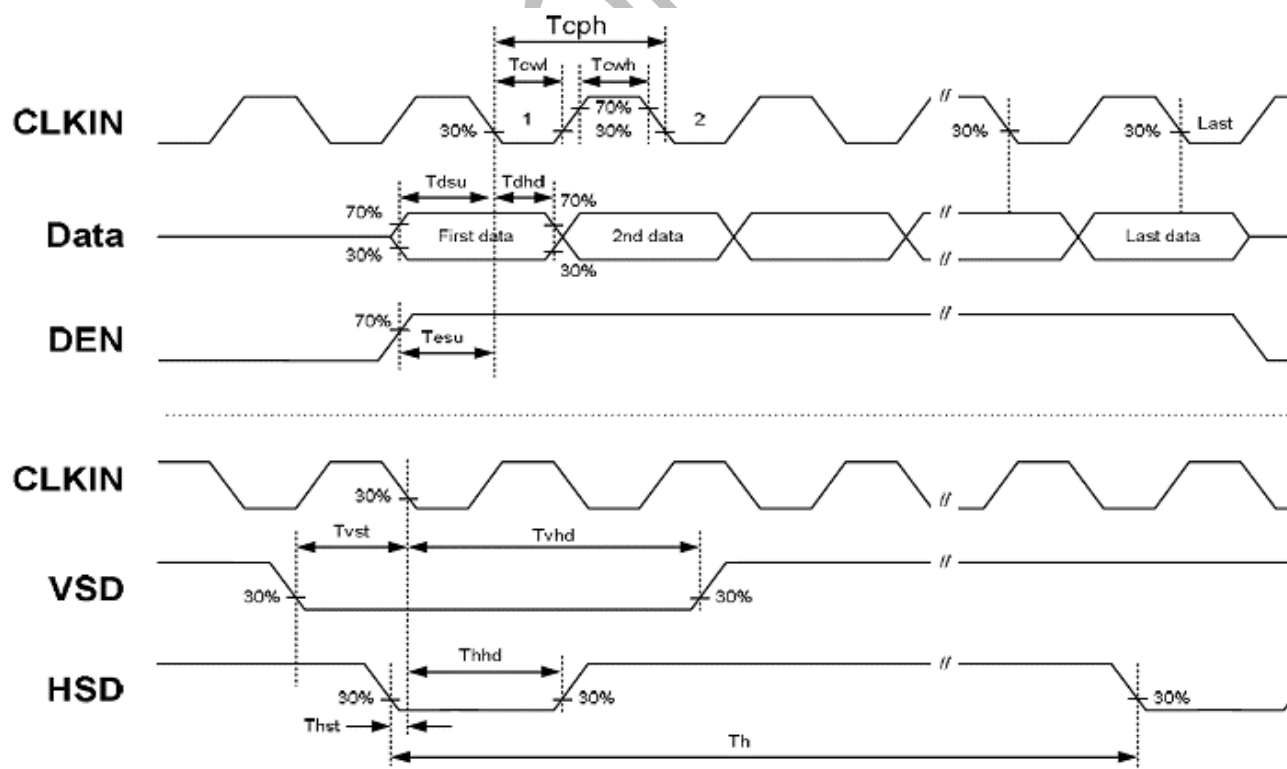 Tcph
Tcwl Tcwh
CLKIN 30% 1 70% 30% 2 30% 30% Last
Tdsu Tdhd
70% 70%
Data First data 2nd data Last data
30% 30%
70%
DEN Tesu
CLKIN 30%
Tvst Tvhd
VSD 30% 30%
Thhd
HSD 30% 30% 30%
Thst
Th